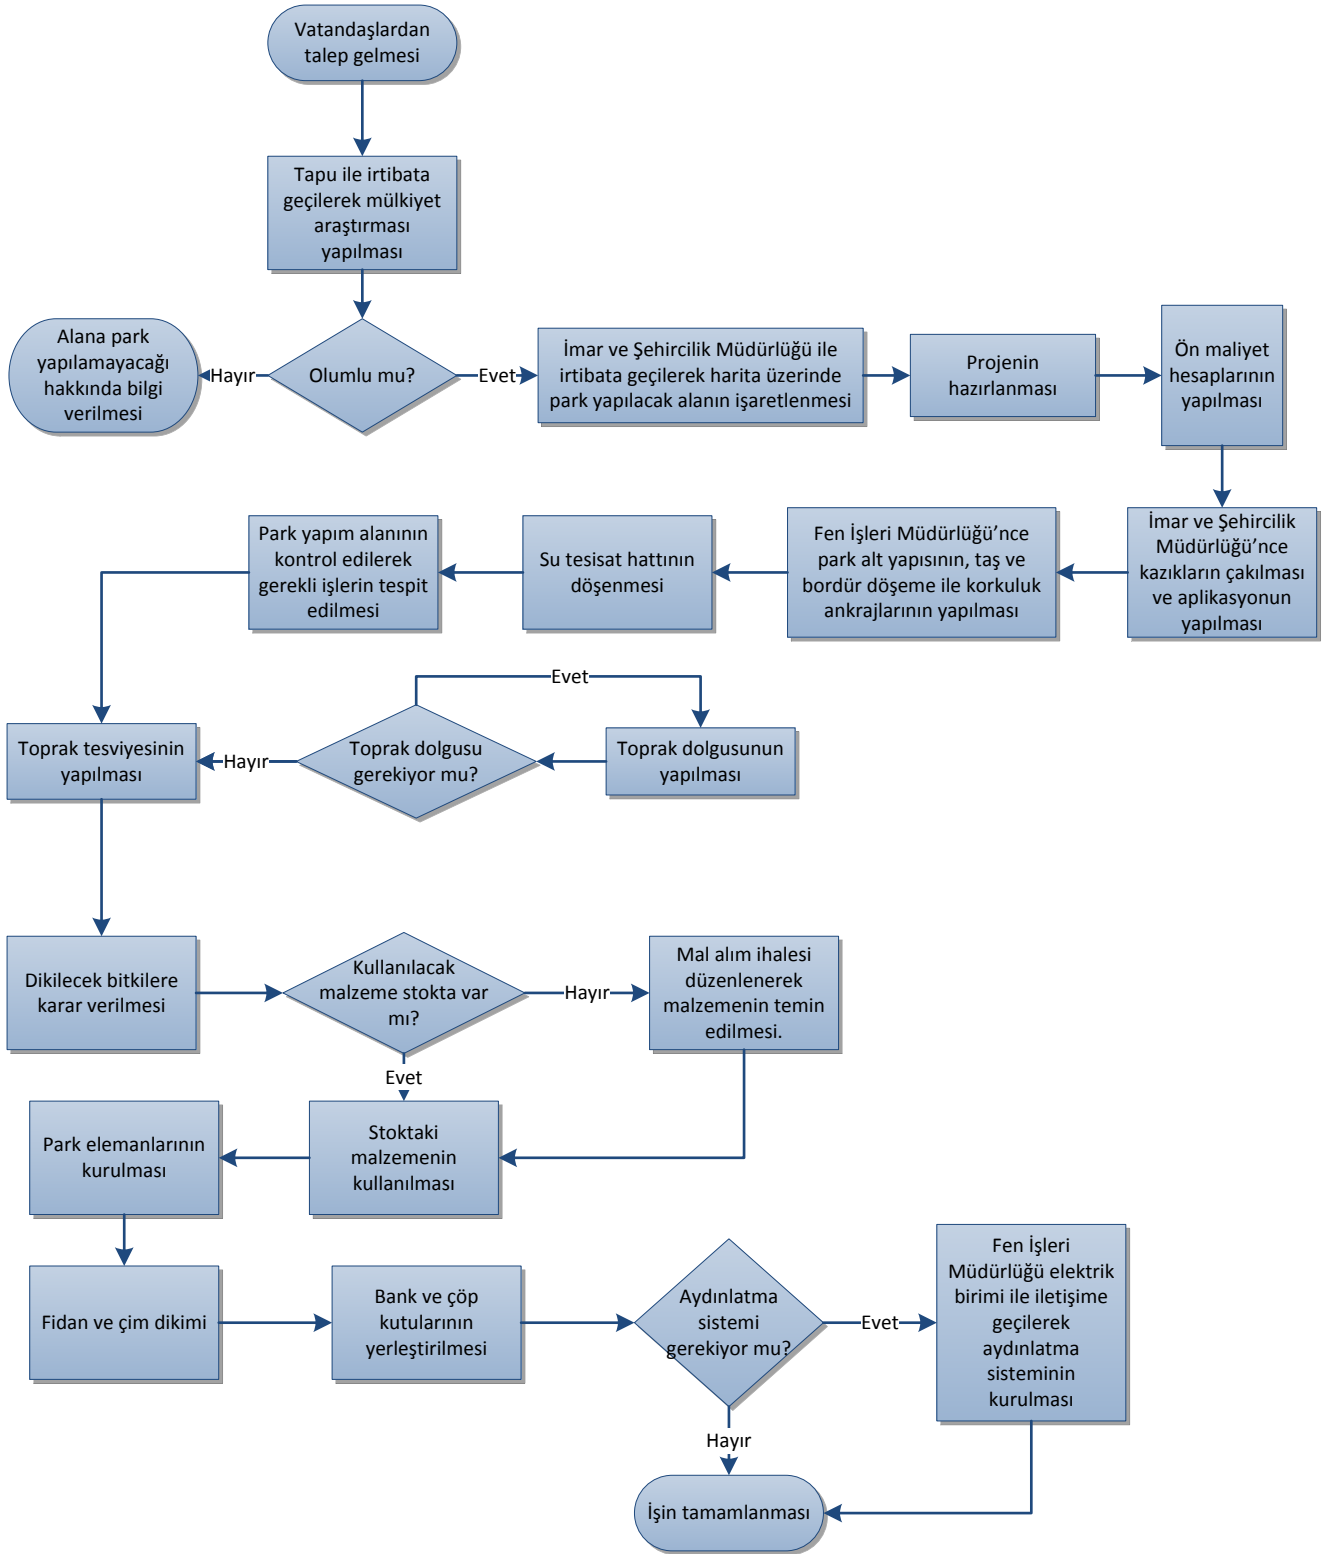 Vatandaşlardan
talep gelmesi
Tapu ile irtibata
geçilerek mülkiyet
araştırması
yapılması
Alana park
yapılamayacağı
hakkında bilgi
verilmesi
Hayır
Olumlu mu?
Evet
İmar ve Şehircilik Müdürlüğü ile
irtibata geçilerek harita üzerinde
park yapılacak alanın işaretlenmesi
Projenin
hazırlanması
Ön maliyet
hesaplarının
yapılması
İmar ve Şehircilik
Müdürlüğü’nce
kazıkların çakılması
ve aplikasyonun
yapılması
Fen İşleri Müdürlüğü’nce
park alt yapısının, taş ve
bordür döşeme ile korkuluk
ankrajlarının yapılması
Su tesisat hattının
döşenmesi
Park yapım alanının
kontrol edilerek
gerekli işlerin tespit
edilmesi
Toprak tesviyesinin
yapılması
Hayır
Toprak dolgusu
gerekiyor mu?
Evet
Toprak dolgusunun
yapılması
Dikilecek bitkilere
karar verilmesi
Kullanılacak
malzeme stokta var
mı?
Hayır
Mal alım ihalesi
düzenlenerek
malzemenin temin
edilmesi.
Evet
Stoktaki
malzemenin
kullanılması
Park elemanlarının
kurulması
Fidan ve çim dikimi
Bank ve çöp
kutularının
yerleştirilmesi
Aydınlatma
sistemi
gerekiyor mu?
Evet
Fen İşleri
Müdürlüğü elektrik
birimi ile iletişime
geçilerek
aydınlatma
sisteminin
kurulması
Hayır
İşin tamamlanması